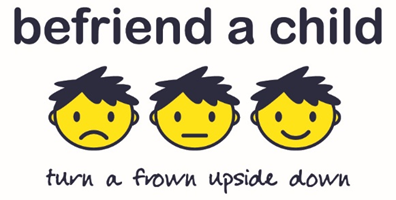 befriend a child
turn a frown upside down